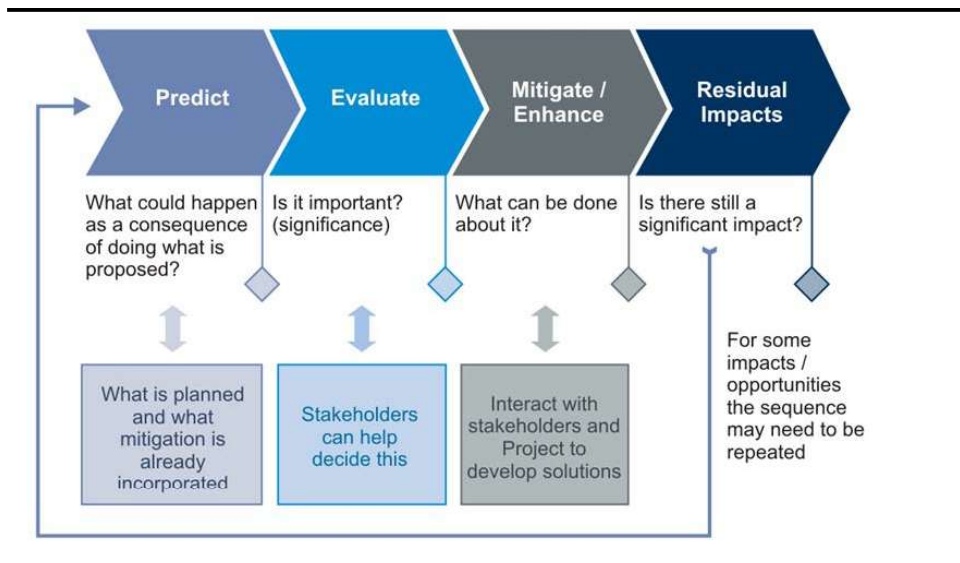 Predict
Evaluate
Mitigate /
Enhance
Residual
Impacts
What could happen
as a consequence
of doing what is
proposed?
Is it important?
(significance)
What can be done
about it?
Is there still a
significant impact?
What is planned
and what
mitigation is
already
incorporated
Stakeholders
can help
decide this
Interact with
stakeholders and
Project to
develop solutions
For some
impacts /
opportunities
the sequence
may need to be
repeated